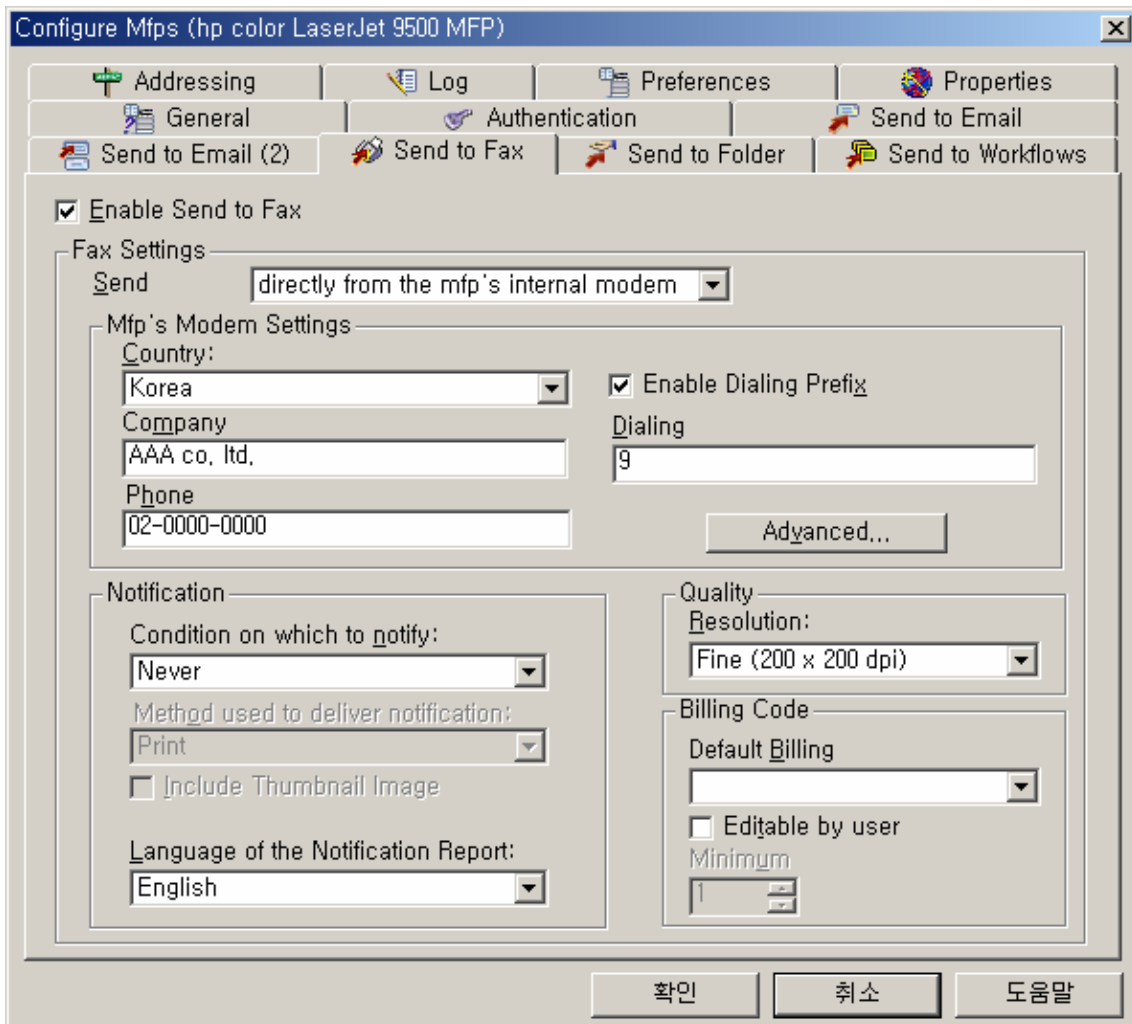 Configure Mfps (hp color LaserJet 9500 MFP)
Addressing Log Preferences Properties
General Authentication Send to Email
Send to Email (2) Send to Fax Send to Folder Send to Workflows
Enable Send to Fax
Fax Settings
Send directly from the mfp's internal modem
Mfp's Modem Settings
Country:
Korea Enable Dialing Prefix
Company Dialing
AAA co, ltd, 9
Phone
02-0000-0000 Advanced...
Notification Quality
Condition on which to notify: Resolution:
Never Fine (200 x 200 dpi)
Method used to deliver notification: Billing Code
Print Default Billing
Include Thumbnail Image
Editable by user
Language of the Notification Report: Minimum
English 1
확인 취소 도움말